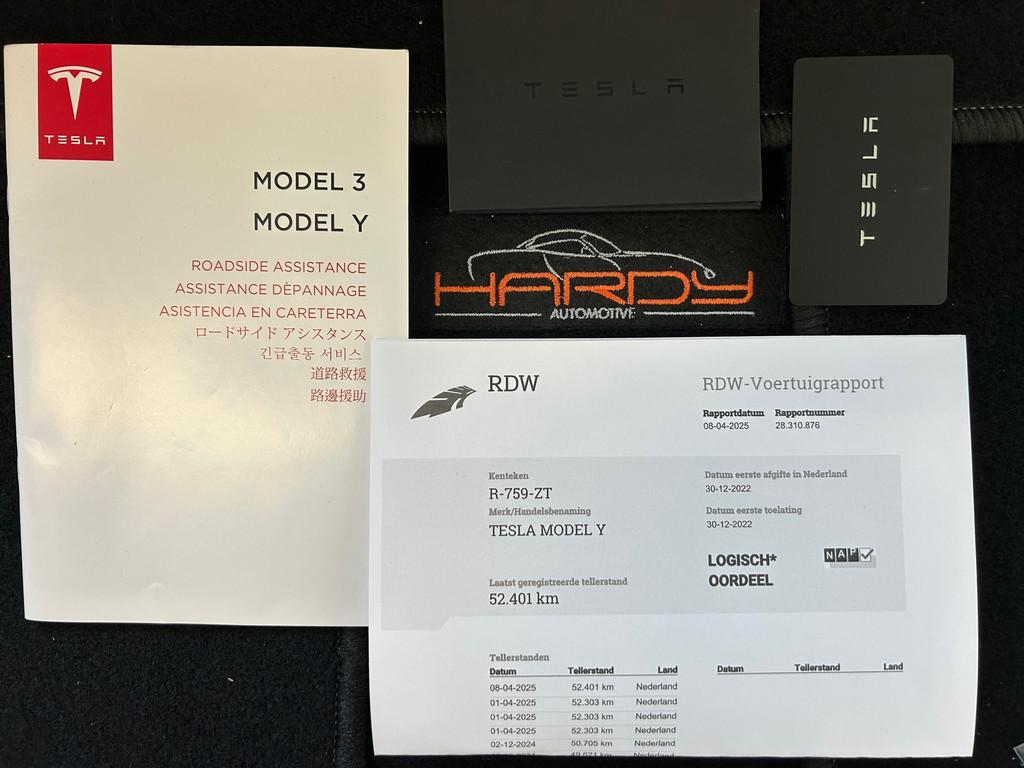 TESLA
MODEL 3
MODEL Y
ROADSIDE ASSISTANCE
ASSISTANCE DÈPANNAGE
ASISTENCIA EN CARETERRA
ロードサイド アシスタンス
긴급출동 서비스
道路救援
路邊援助
TESLA
TESLA
HARDY
AUTOMOTIVE
RDW
RDW-Voertuigrapport
Rapportdatum Rapportnummer
08-04-2025 28.310.876
Kenteken
R-759-ZT
Merk/Handelsbenaming
TESLA MODEL Y
Laatst geregistreerde tellerstand
52.401 km
Datum eerste afgifte in Nederland
30-12-2022
Datum eerste toelating
30-12-2022
LOGISCH*
OORDEEL
NAP
Tellerstanden
Datum Tellerstand Land
08-04-2025 52.401 km Nederland
01-04-2025 52.303 km Nederland
01-04-2025 52.303 km Nederland
01-04-2025 52.303 km Nederland
02-12-2024 50.705 km Nederland
Datum Tellerstand Land